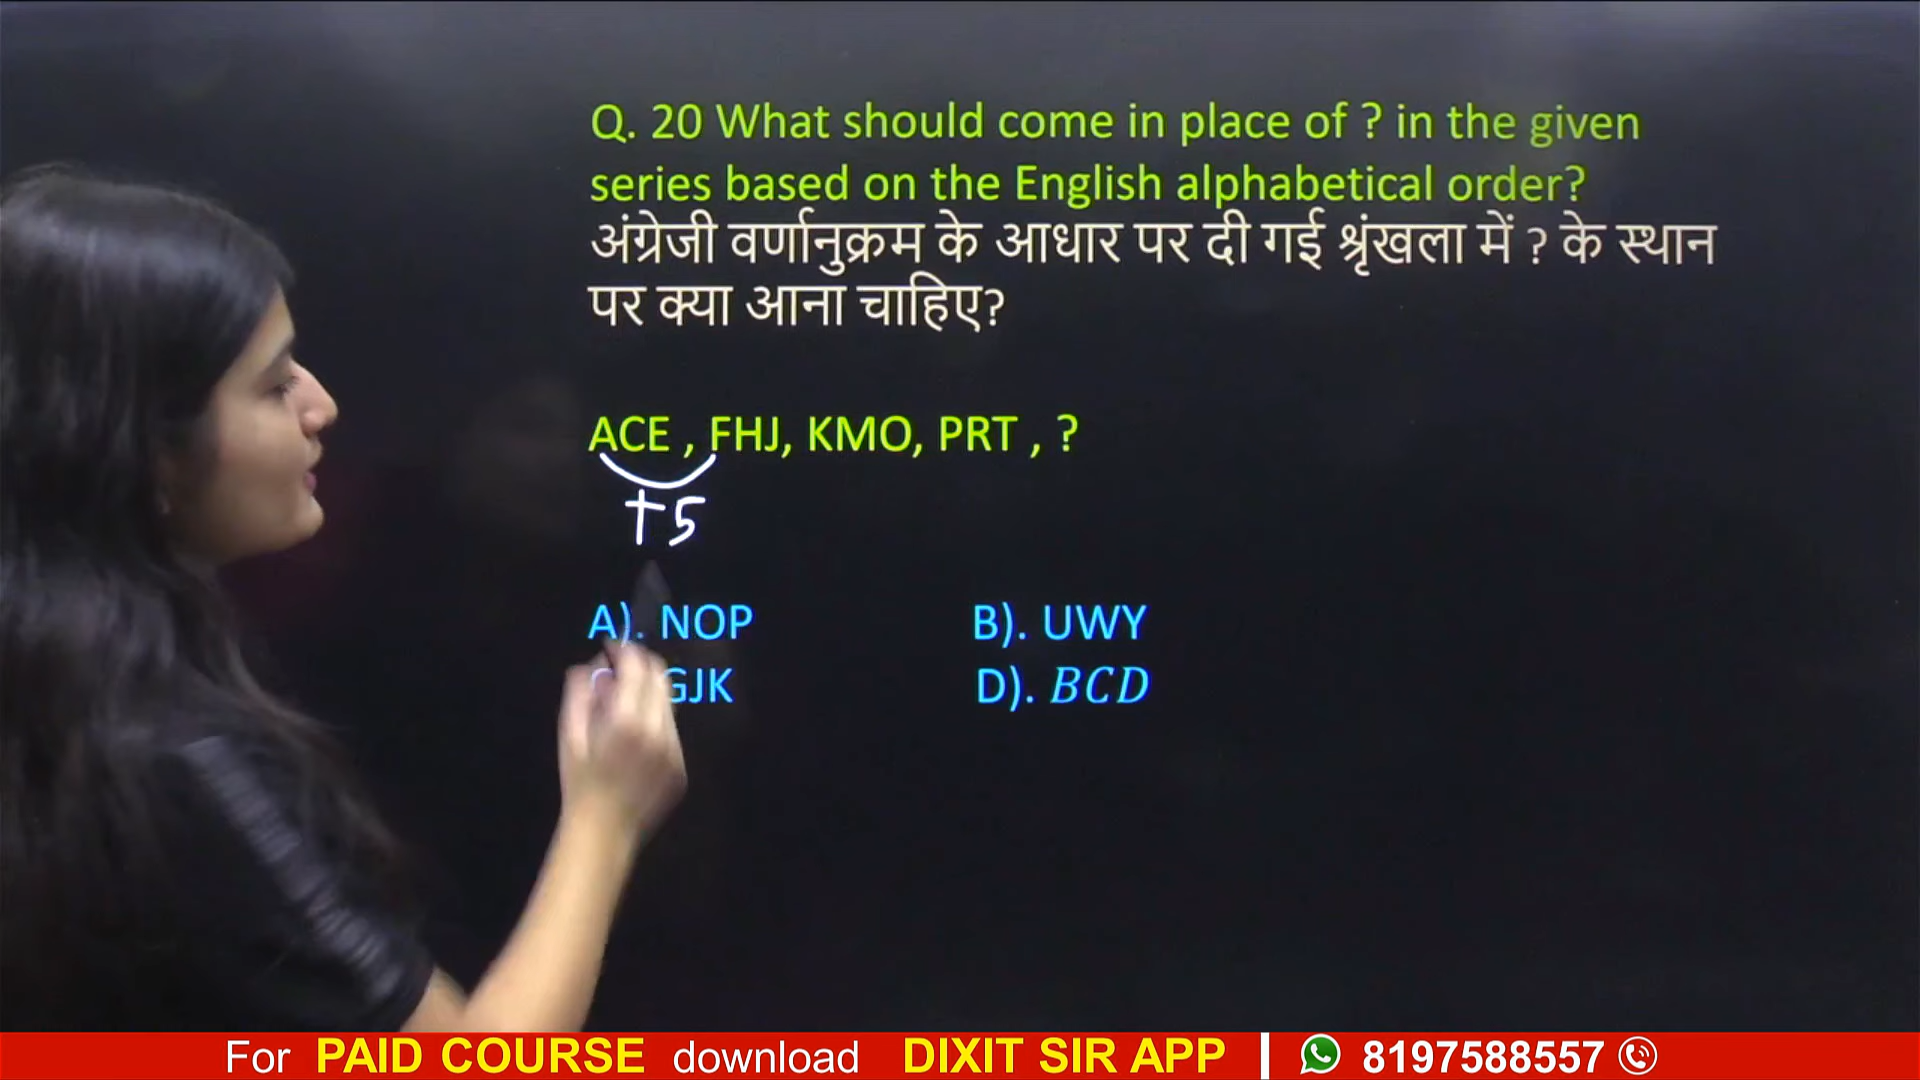 Q. 20 What should come in place of ? in the given
series based on the English alphabetical order?
अंग्रेजी वर्णानुक्रम के आधार पर दी गई श्रृंखला में ? के स्थान
पर क्या आना चाहिए?
ACE , FHJ, KMO, PRT , ?
+5
A). NOP B). UWY
GJK D). BCD
For PAID COURSE download DIXIT SIR APP | 8197588557